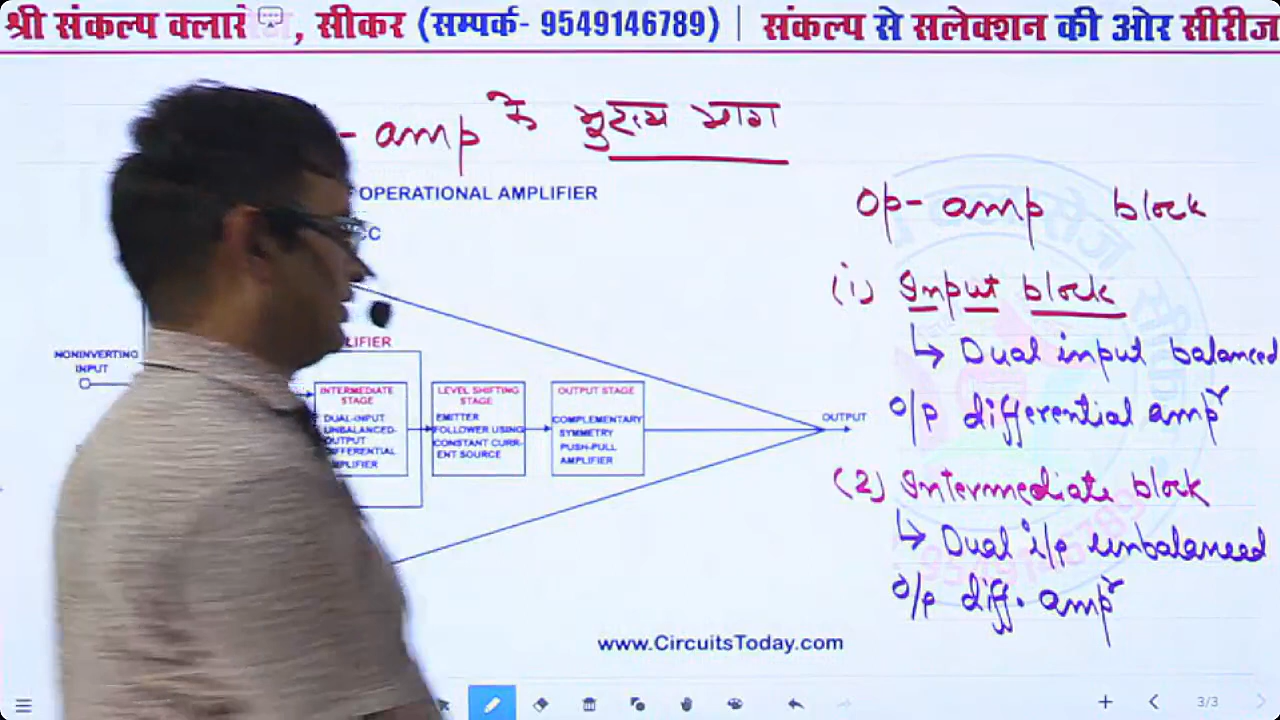 श्री संकल्प क्लासेस, सीकर (सम्पर्क- 9549146789) | संकल्प से सलेक्शन की ओर सीरीज
- amp के मुख्य भाग
OPERATIONAL AMPLIFIER
CC
NONINVERTING
INPUT
LIFIER
INTERMEDIATE
STAGE
DUAL-INPUT
UNBALANCED-
OUTPUT
DIFFERENTIAL
AMPLIFIER
LEVEL SHIFTING
STAGE
EMITTER
FOLLOWER USING
CONSTANT CURR-
ENT SOURCE
OUTPUT STAGE
COMPLEMENTARY
SYMMETRY
PUSH-PULL
AMPLIFIER
OUTPUT
www.CircuitsToday.com
Op-amp block
(i) Input block
↳ Dual input balanced
o/p differential ampʳ
(2) Intermediate block
↳ Dual i/p unbalanced
o/p diff. ampʳ
3/3